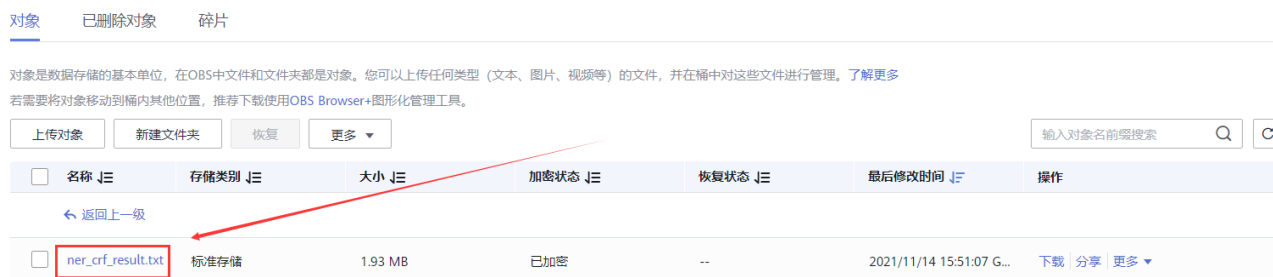 对象 已删除对象 碎片
对象是数据存储的基本单位，在OBS中文件和文件夹都是对象。您可以上传任何类型（文本、图片、视频等）的文件，并在桶中对这些文件进行管理。了解更多
若需要将对象移动到桶内其他位置，推荐下载使用OBS Browser+图形化管理工具。
上传对象 新建文件夹 恢复 更多 输入对象名前缀搜索
名称 存储类别 大小 加密状态 恢复状态 最后修改时间 操作
返回上一级
ner_crf_result.txt 标准存储 1.93 MB 已加密 -- 2021/11/14 15:51:07 G... 下载 分享 更多